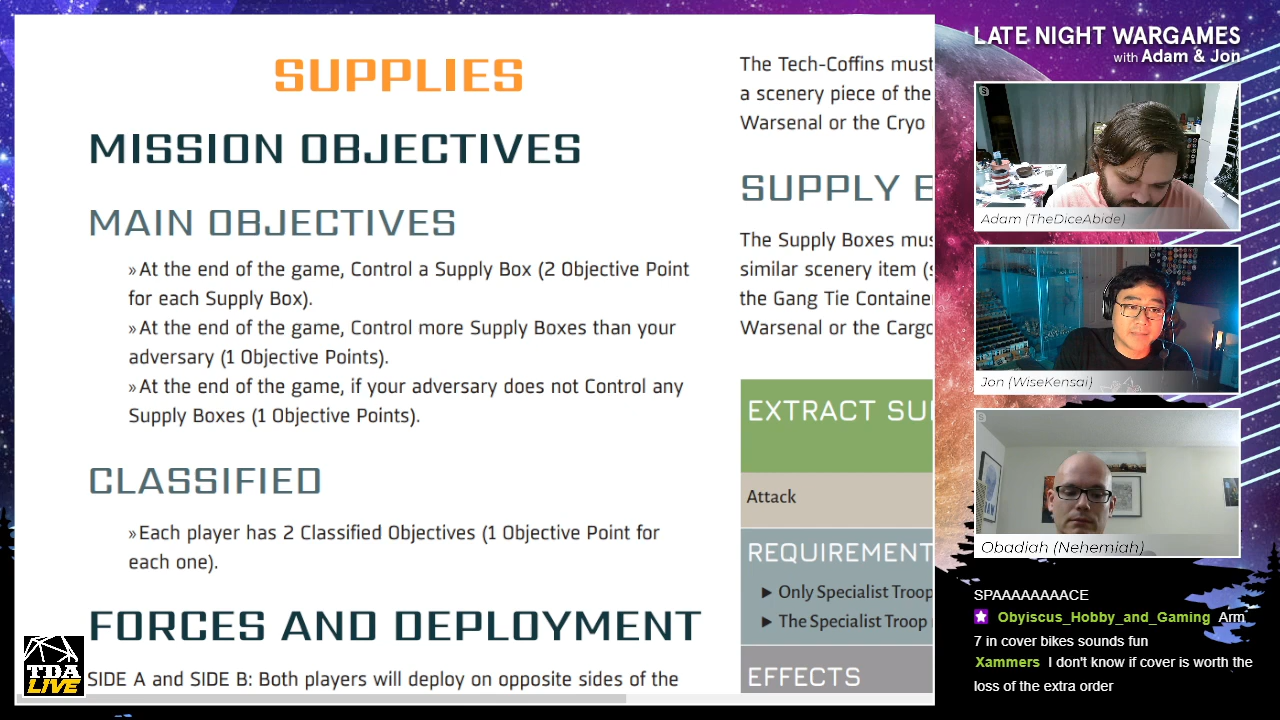 SUPPLIES
MISSION OBJECTIVES
MAIN OBJECTIVES
»At the end of the game, Control a Supply Box (2 Objective Point
for each Supply Box).
»At the end of the game, Control more Supply Boxes than your
adversary (1 Objective Points).
»At the end of the game, if your adversary does not Control any
Supply Boxes (1 Objective Points).
CLASSIFIED
»Each player has 2 Classified Objectives (1 Objective Point for
each one).
FORCES AND DEPLOYMENT
SIDE A and SIDE B: Both players will deploy on opposite sides of the
The Tech-Coffins must
a scenery piece of the
Warsenal or the Cryo
SUPPLY
The Supply Boxes
similar scenery item
the Gang Tie
Warsenal or the
EXTRACT
Attack
► Only Specialist
► The Specialist Troop
EFFECTS
TDA
LIVE
LATE NIGHT WARGAMES
with Adam & Jon
Adam (TheDiceAbide)
Jon (WiseKensai)
Obadiah (Nehemiah)
SPAAAAAAAACE
Obyiscus_Hobby_and_Gaming Arm
7 in cover bikes sounds fun
Xammers I don't know if cover is worth the
loss of the extra order